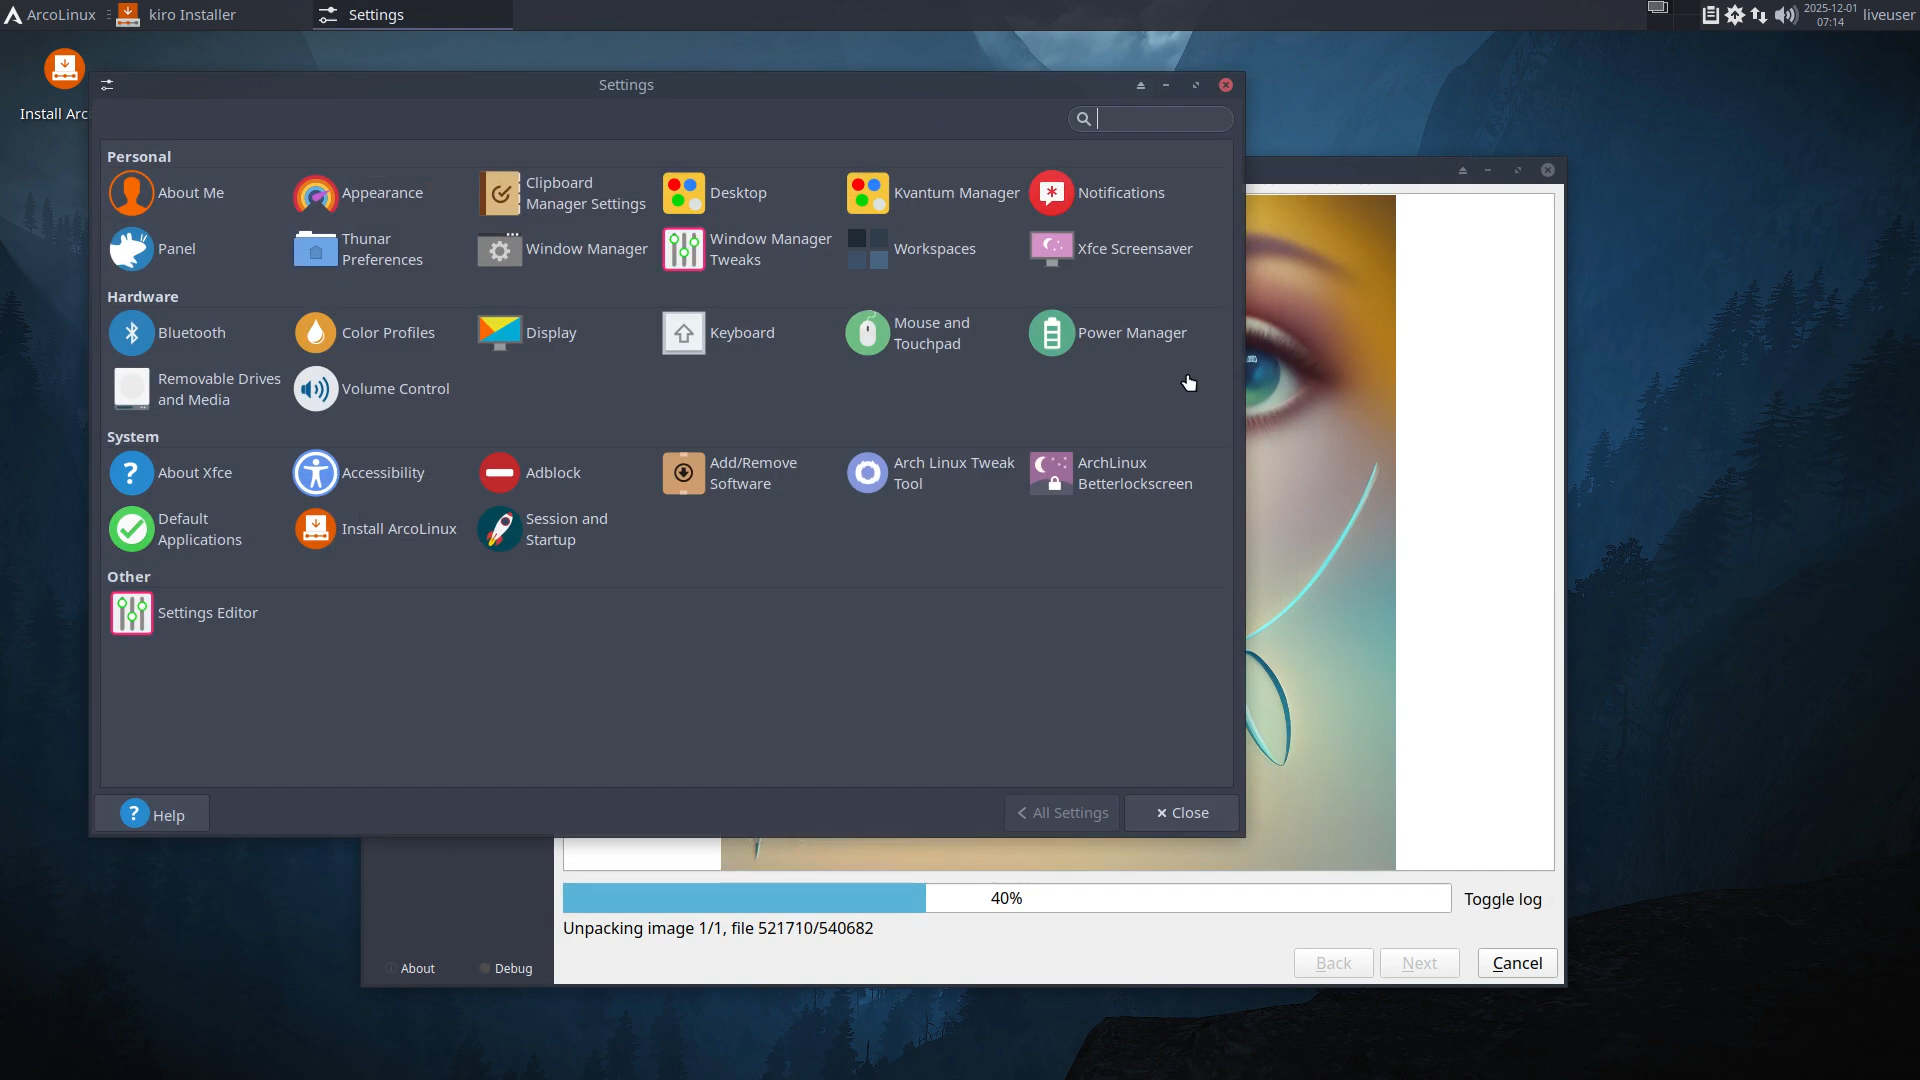 ArcoLinux
kiro Installer
Settings
2025-12-01
07:14
liveuser
Install Arc
Settings
Personal
About Me
Appearance
Clipboard
Manager Settings
Desktop
Kvantum Manager
Notifications
Panel
Thunar
Preferences
Window Manager
Window Manager
Tweaks
Workspaces
Xfce Screensaver
Hardware
Bluetooth
Color Profiles
Display
Keyboard
Mouse and
Touchpad
Power Manager
Removable Drives
and Media
Volume Control
System
About Xfce
Accessibility
Adblock
Add/Remove
Software
Arch Linux Tweak
Tool
ArchLinux
Betterlockscreen
Default
Applications
Install ArcoLinux
Session and
Startup
Other
Settings Editor
Help
All Settings
Close
40%
Toggle log
Unpacking image 1/1, file 521710/540682
About
Debug
Back
Next
Cancel